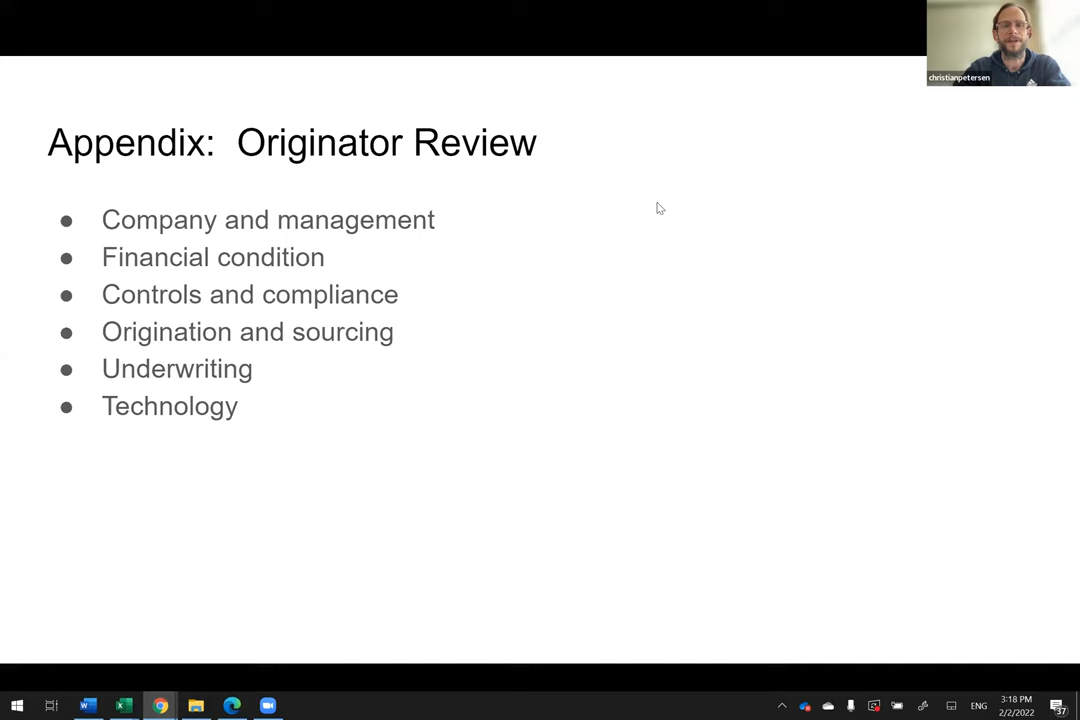 christianpetersen
Appendix: Originator Review
● Company and management
● Financial condition
● Controls and compliance
● Origination and sourcing
● Underwriting
● Technology
ENG
3:18 PM
2/2/2022
37